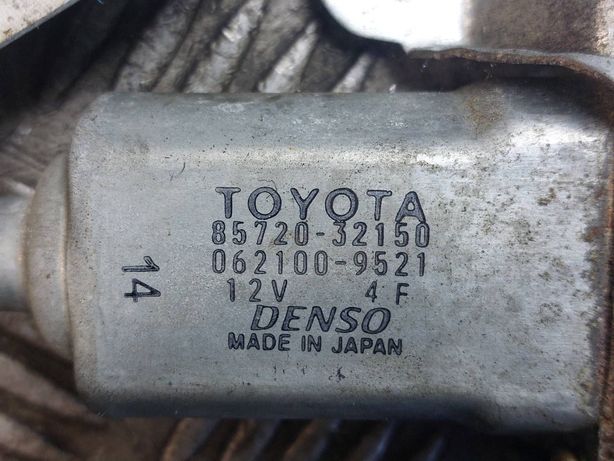 TOYOTA
85720-32150
062100-9521
12V 4F
DENSO
MADE IN JAPAN
14